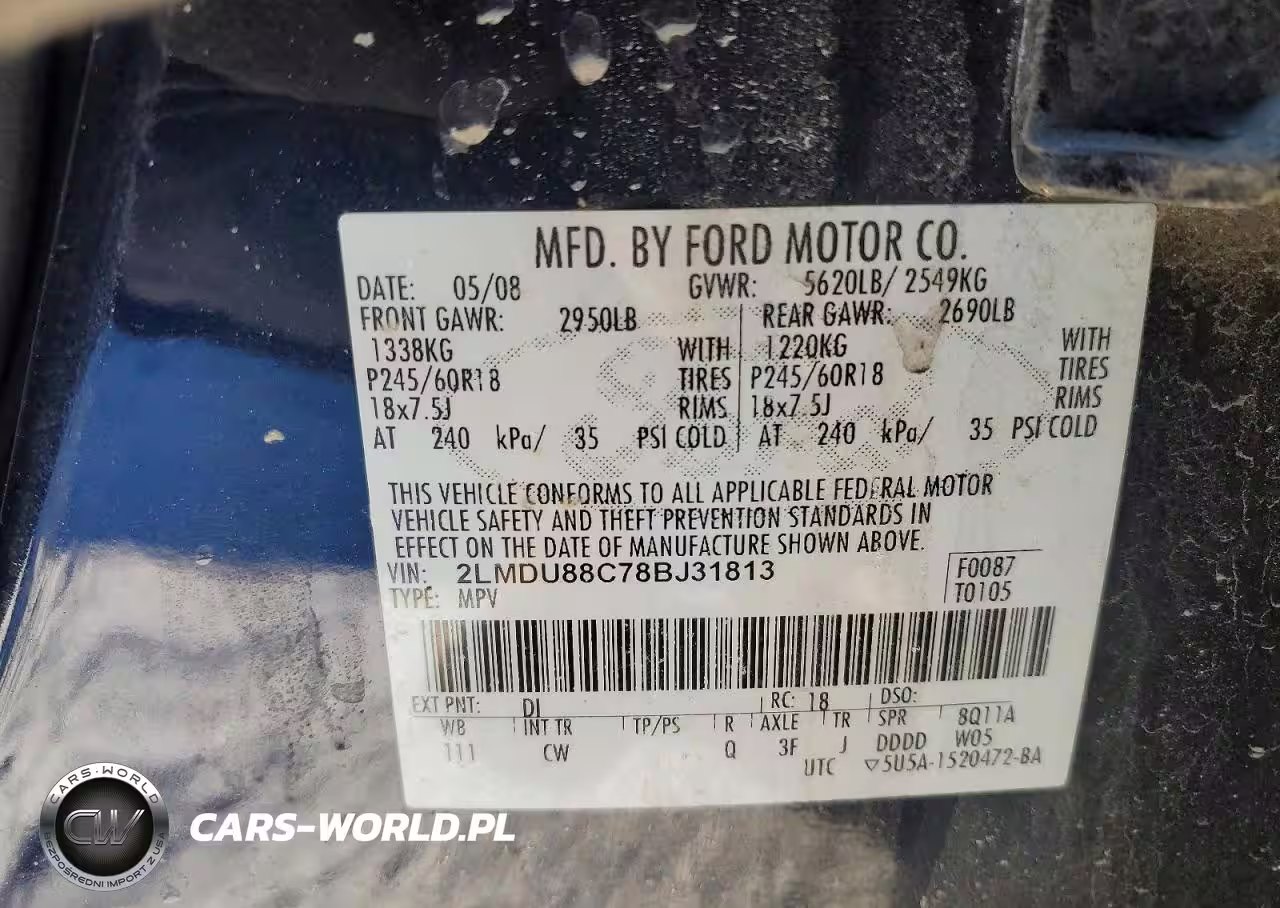 MFD. BY FORD MOTOR CO.
DATE: 05/08 GVWR: 5620LB/ 2549KG
FRONT GAWR: 2950LB REAR GAWR: 2690LB
1338KG WITH 1220KG WITH
P245/60R18 TIRES P245/60R18 TIRES
18x7.5J RIMS 18x7.5J RIMS
AT 240 kPa/ 35 PSI COLD AT 240 kPa/ 35 PSI COLD
THIS VEHICLE CONFORMS TO ALL APPLICABLE FEDERAL MOTOR
VEHICLE SAFETY AND THEFT PREVENTION STANDARDS IN
EFFECT ON THE DATE OF MANUFACTURE SHOWN ABOVE.
VIN: 2LMDU88C78BJ31813 F0087
TYPE: MPV T0105
EXT PNT: DI RC: 18 DSO:
WB INT TR TP/PS R AXLE TR SPR 8Q11A
111 CW Q 3F J DDDD W05
UTC ▽5U5A-1520472-BA
CARS-WORLD
CW
BEZPOŚREDNI IMPORT Z USA
CARS-WORLD.PL